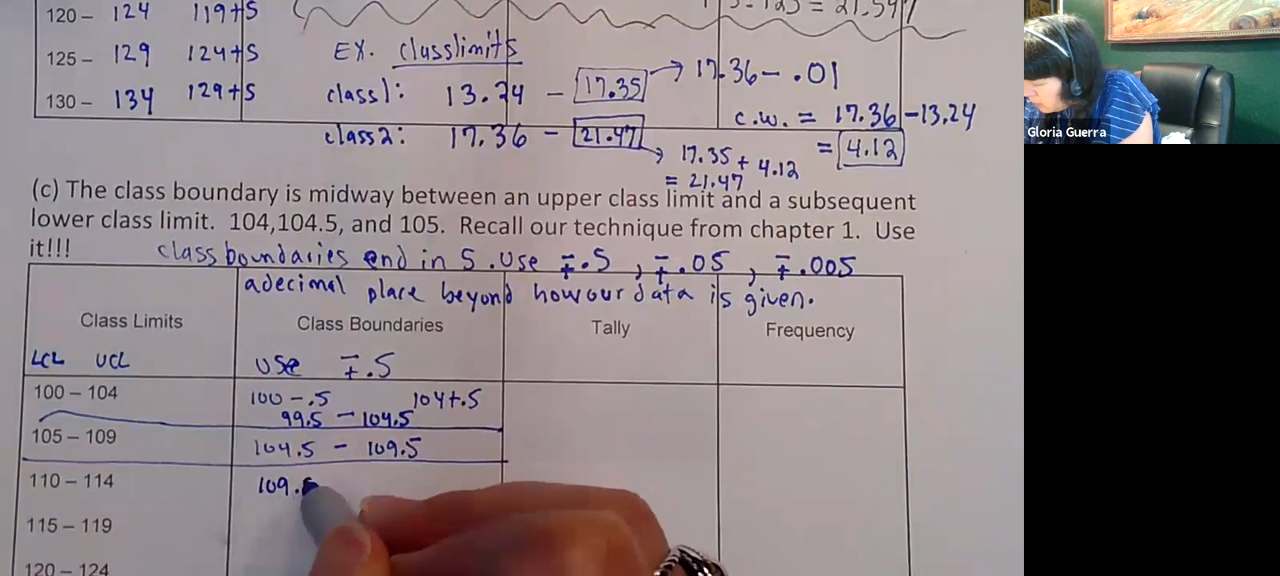 120 – 124 119+5
125 – 129 124+5 EX. classlimits
130 – 134 129+5 class1: 13.24 – 17.35 → 17.36 – .01
c.w. = 17.36 – 13.24
class2: 17.36 – 21.47 = 4.12
17.35 + 4.12
= 21.47
Gloria Guerra
(c) The class boundary is midway between an upper class limit and a subsequent
lower class limit. 104,104.5, and 105. Recall our technique from chapter 1. Use
it!!! class boundaries end in 5. Use ∓.5, ∓.05, ∓.005
a decimal place beyond how our data is given.
Class Limits Class Boundaries Tally Frequency
LCL UCL Use ∓.5
100 – 104 100 – .5 104+.5
99.5 – 104.5
105 – 109 104.5 – 109.5
110 – 114 109.
115 – 119
120 – 124